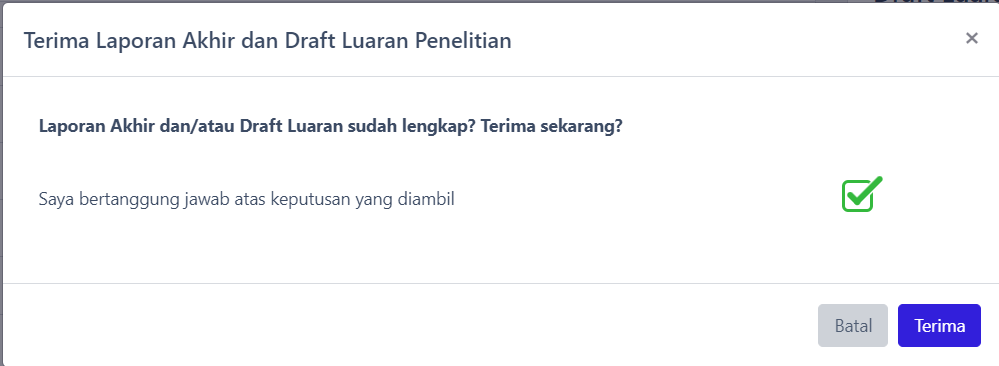 Terima Laporan Akhir dan Draft Luaran Penelitian
×
Laporan Akhir dan/atau Draft Luaran sudah lengkap? Terima sekarang?
Saya bertanggung jawab atas keputusan yang diambil
Batal
Terima